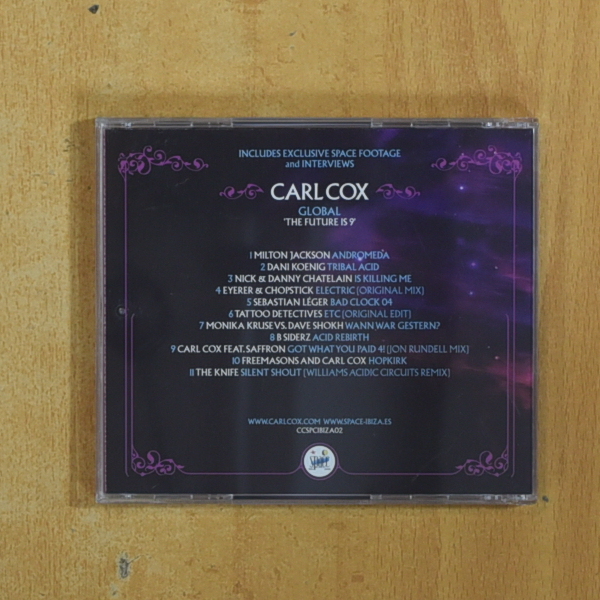 INCLUDES EXCLUSIVE SPACE FOOTAGE
and INTERVIEWS
CARL COX
GLOBAL
'THE FUTURE IS 9'
1 MILTON JACKSON ANDROMEDA
2 DANI KOENIG TRIBAL ACID
3 NICK & DANNY CHATELAIN IS KILLING ME
4 EYERER & CHOPSTICK ELECTRIC (ORIGINAL MIX)
5 SEBASTIAN LÉGER BAD CLOCK 04
6 TATTOO DETECTIVES ETC (ORIGINAL EDIT)
7 MONIKA KRUSE VS. DAVE SHOKH WANN WAR GESTERN?
8 B SIDERZ ACID REBIRTH
9 CARL COX FEAT. SAFFRON GOT WHAT YOU PAID 4! (JON RUNDELL MIX)
10 FREEMASONS AND CARL COX HOPKIRK
11 THE KNIFE SILENT SHOUT (WILLIAMS ACIDIC CIRCUITS REMIX)
WWW.CARLCOX.COM WWW.SPACE-IBIZA.ES
CCSPCIBIZA02
space